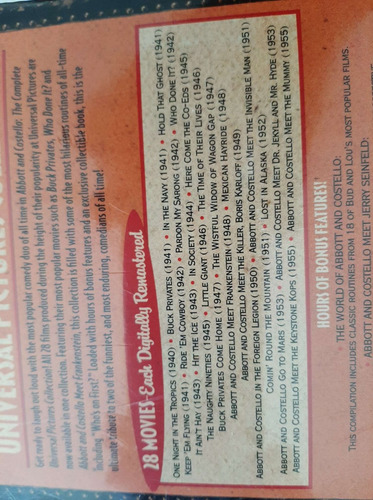 Get ready to laugh out loud with the most popular comedy duo of all time in Abbott and Costello: The Complete
Universal Pictures Collection! All 28 films produced during the height of their popularity at Universal Pictures are
now available in one collection. Featuring their most popular movies such as Buck Privates, Who Done It? and
Abbott and Costello Meet Frankenstein, this collection is filled with some of the most hilarious routines of all-time
including "Who's on First?" Loaded with hours of bonus features and an exclusive collectible book, this is the
ultimate tribute to two of the funniest, and most enduring, comedians of all time!
28 MOVIES-Each Digitally Remastered
ONE NIGHT IN THE TROPICS (1940) • BUCK PRIVATES (1941) • IN THE NAVY (1941) • HOLD THAT GHOST (1941)
KEEP 'EM FLYING (1941) • RIDE 'EM COWBOY (1942) • PARDON MY SARONG (1942) • WHO DONE IT? (1942)
IT AIN'T HAY (1943) • HIT THE ICE (1943) • IN SOCIETY (1944) • HERE COME THE CO-EDS (1945)
THE NAUGHTY NINETIES (1945) • LITTLE GIANT (1946) • THE TIME OF THEIR LIVES (1946)
BUCK PRIVATES COME HOME (1947) • THE WISTFUL WIDOW OF WAGON GAP (1947)
ABBOTT AND COSTELLO MEET FRANKENSTEIN (1948) • MEXICAN HAYRIDE (1948)
ABBOTT AND COSTELLO MEET THE KILLER, BORIS KARLOFF (1949)
ABBOTT AND COSTELLO IN THE FOREIGN LEGION (1950) • ABBOTT AND COSTELLO MEET THE INVISIBLE MAN (1951)
COMIN' ROUND THE MOUNTAIN (1951) • LOST IN ALASKA (1952)
ABBOTT AND COSTELLO GO TO MARS (1953) • ABBOTT AND COSTELLO MEET DR. JEKYLL AND MR. HYDE (1953)
ABBOTT AND COSTELLO MEET THE KEYSTONE KOPS (1955) • ABBOTT AND COSTELLO MEET THE MUMMY (1955)
HOURS OF BONUS FEATURES!
THE WORLD OF ABBOTT AND COSTELLO:
THIS COMPILATION INCLUDES CLASSIC ROUTINES FROM 18 OF BUD AND LOU'S MOST POPULAR FILMS.
ABBOTT AND COSTELLO MEET JERRY SEINFELD: